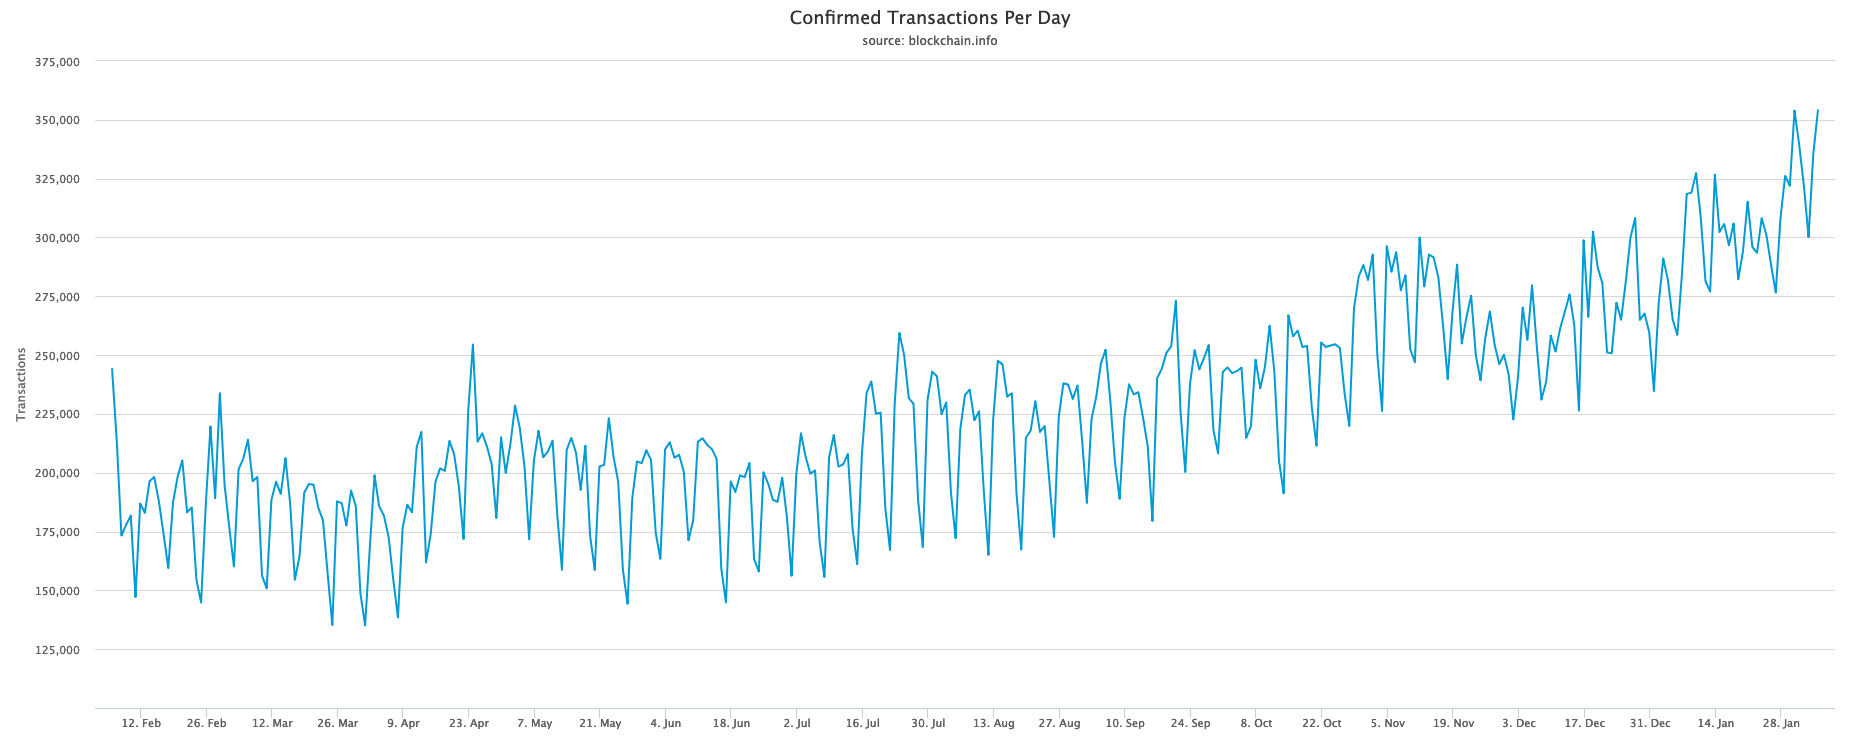 Confirmed Transactions Per Day
source: blockchain.info
375,000
350,000
325,000
300,000
275,000
250,000
225,000
200,000
175,000
150,000
125,000
Transactions
12. Feb
26. Feb
12. Mar
26. Mar
9. Apr
23. Apr
7. May
21. May
4. Jun
18. Jun
2. Jul
16. Jul
30. Jul
13. Aug
27. Aug
10. Sep
24. Sep
8. Oct
22. Oct
5. Nov
19. Nov
3. Dec
17. Dec
31. Dec
14. Jan
28. Jan